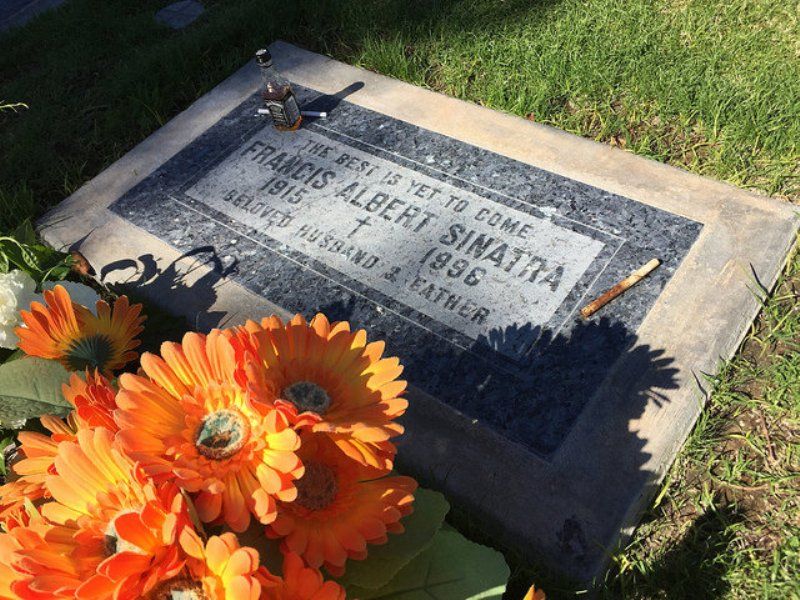 THE BEST IS YET TO COME
FRANCIS ALBERT SINATRA
1915 † 1998
BELOVED HUSBAND & FATHER